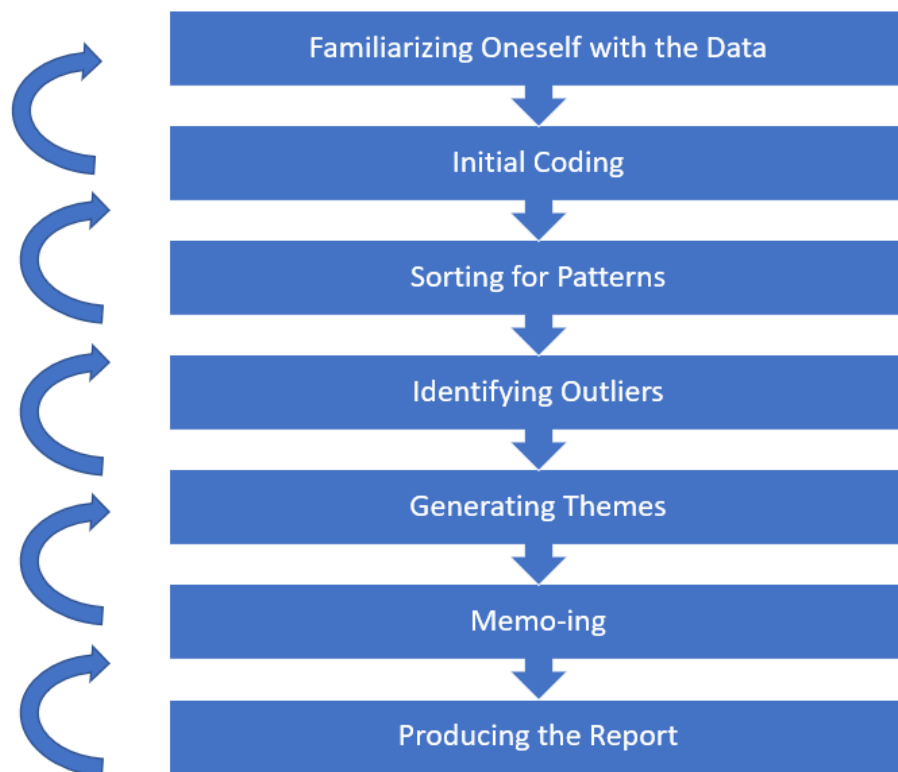 Familiarizing Oneself with the Data
Initial Coding
Sorting for Patterns
Identifying Outliers
Generating Themes
Memo-ing
Producing the Report